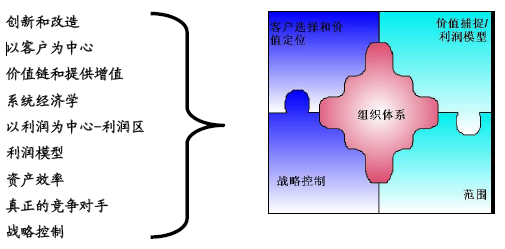 创新和改造
以客户为中心
价值链和提供增值
系统经济学
以利润为中心-利润区
利润模型
资产效率
真正的竞争对手
战略控制
客户选择和价
值定位
价值捕捉/
利润模型
组织体系
战略控制
范围